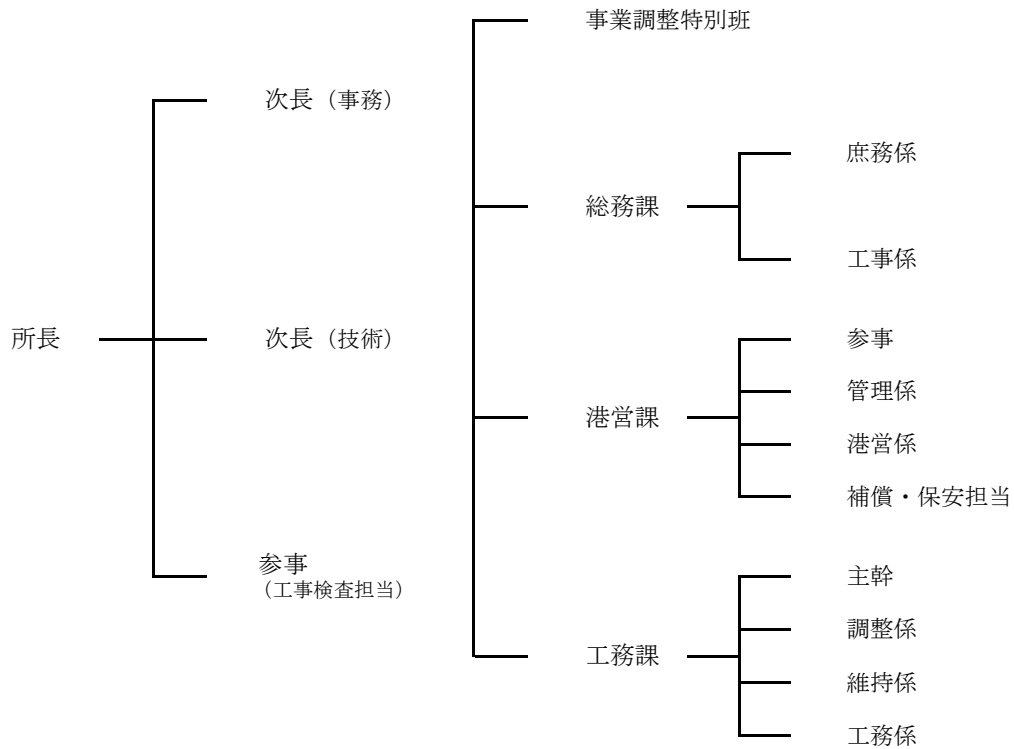 所長
次長（事務）
次長（技術）
参事
（工事検査担当）
事業調整特別班
総務課
庶務係
工事係
港営課
参事
管理係
港営係
補償・保安担当
工務課
主幹
調整係
維持係
工務係